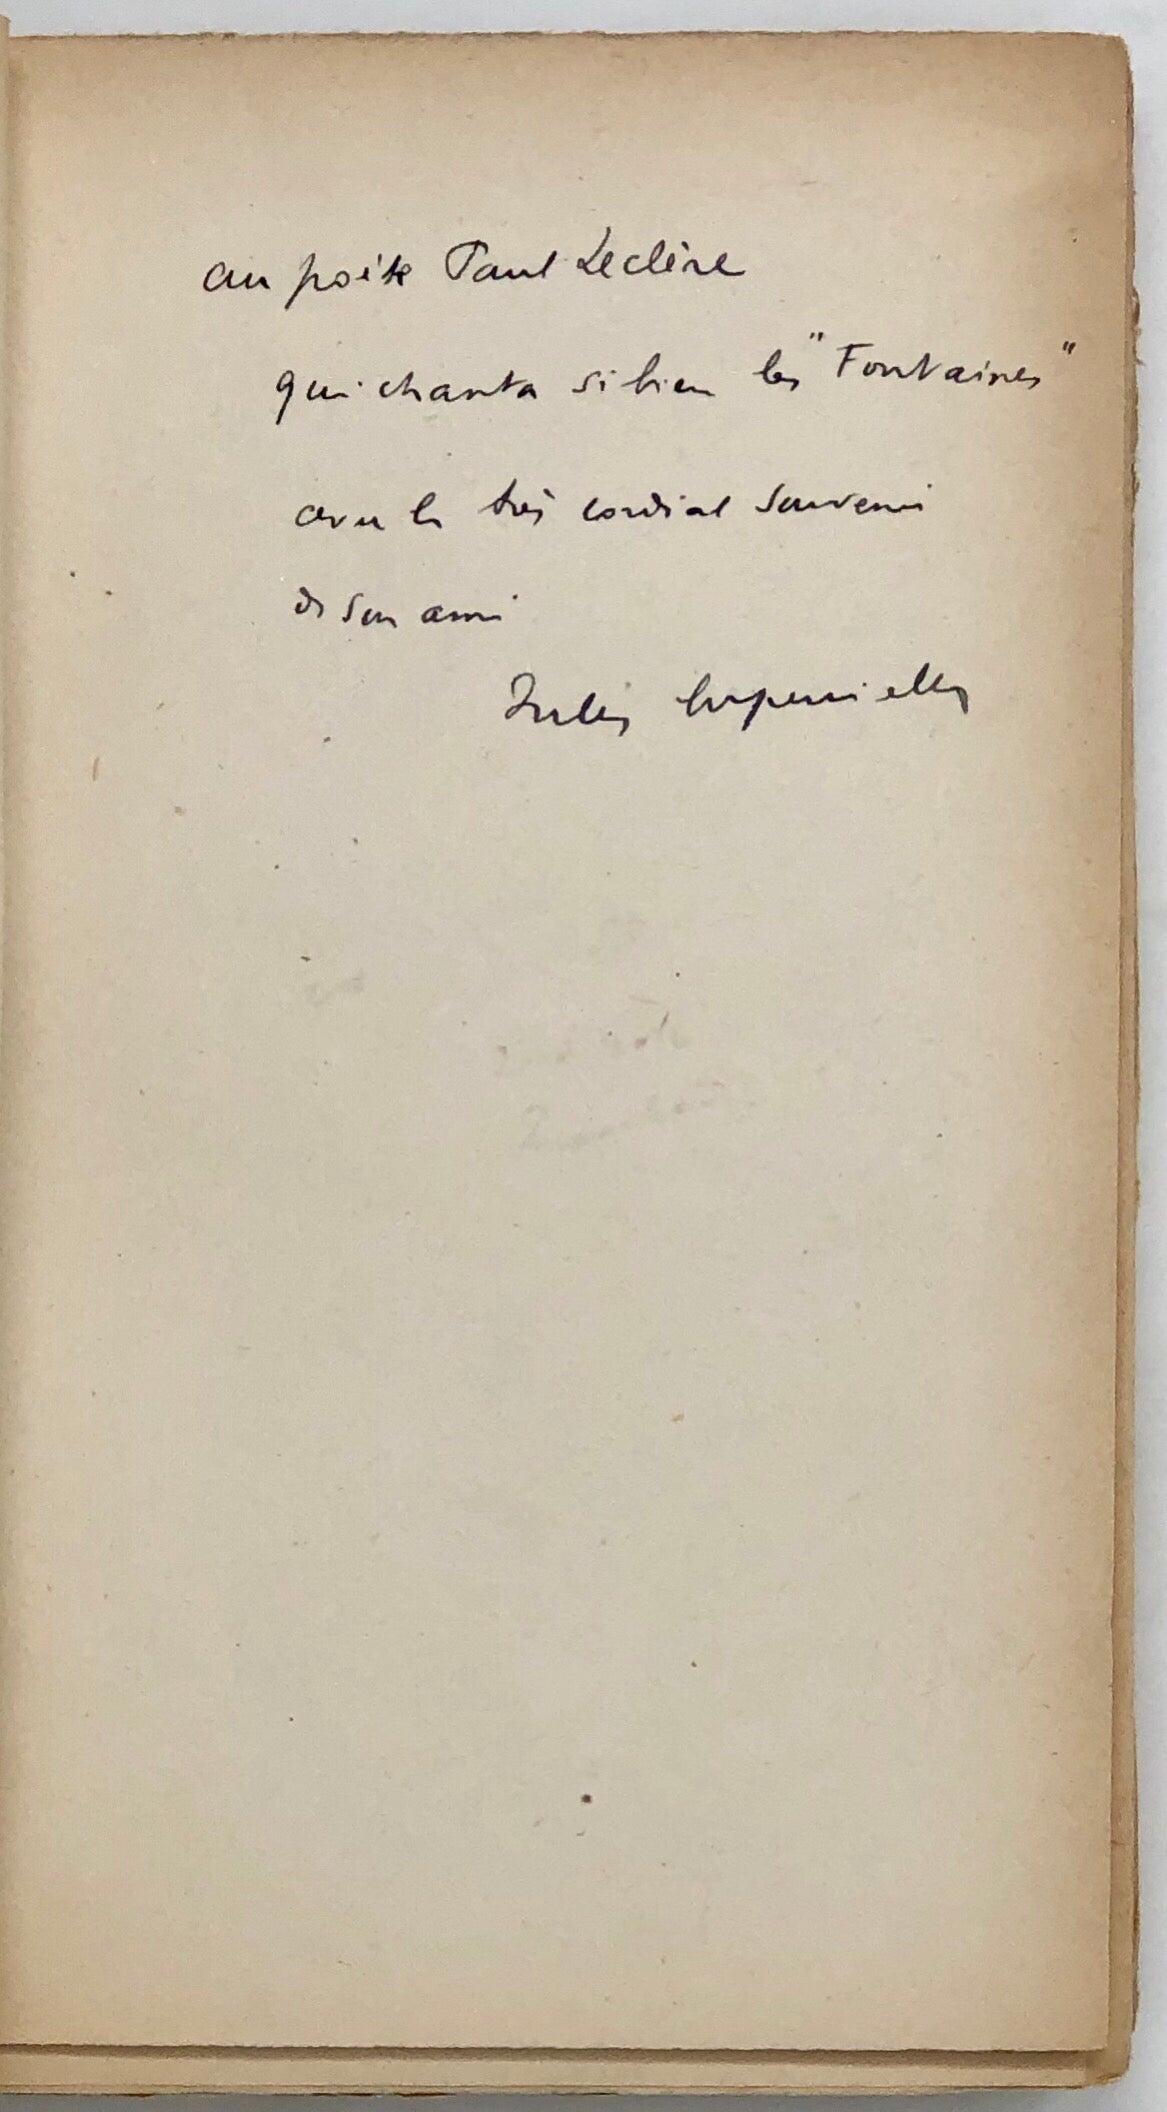 au poète Paul Leclère
qui chanta si bien les "Fontaines"
avec le très cordial souvenir
de son ami
Jules Supervielle